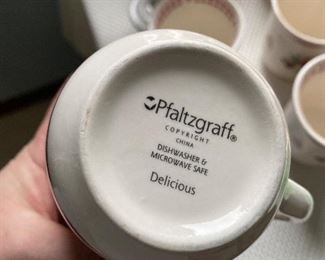 Pfaltzgraff®
COPYRIGHT
CHINA
DISHWASHER &
MICROWAVE SAFE
Delicious